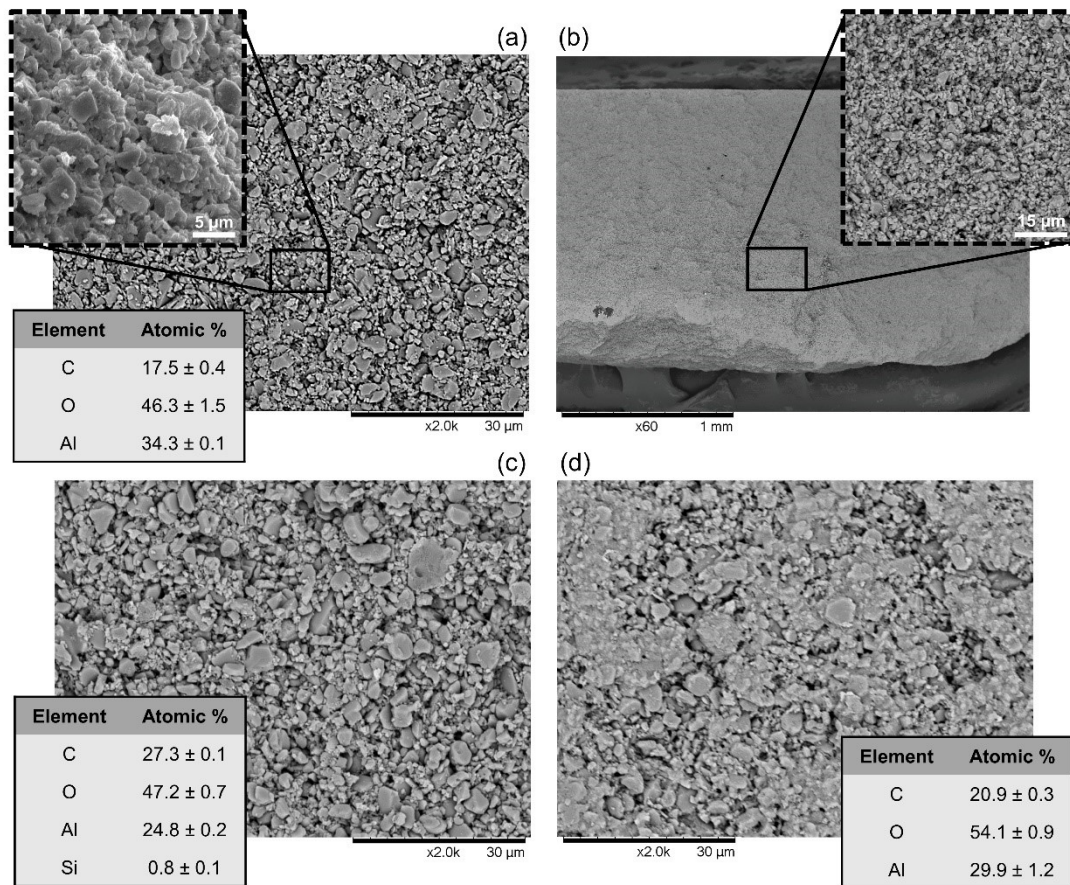 (a)
5 µm
Element Atomic %
C 17.5 ± 0.4
O 46.3 ± 1.5
Al 34.3 ± 0.1
x2.0k 30 µm
(b)
15 µm
x60 1 mm
(c)
Element Atomic %
C 27.3 ± 0.1
O 47.2 ± 0.7
Al 24.8 ± 0.2
Si 0.8 ± 0.1
x2.0k 30 µm
(d)
x2.0k 30 µm
Element Atomic %
C 20.9 ± 0.3
O 54.1 ± 0.9
Al 29.9 ± 1.2